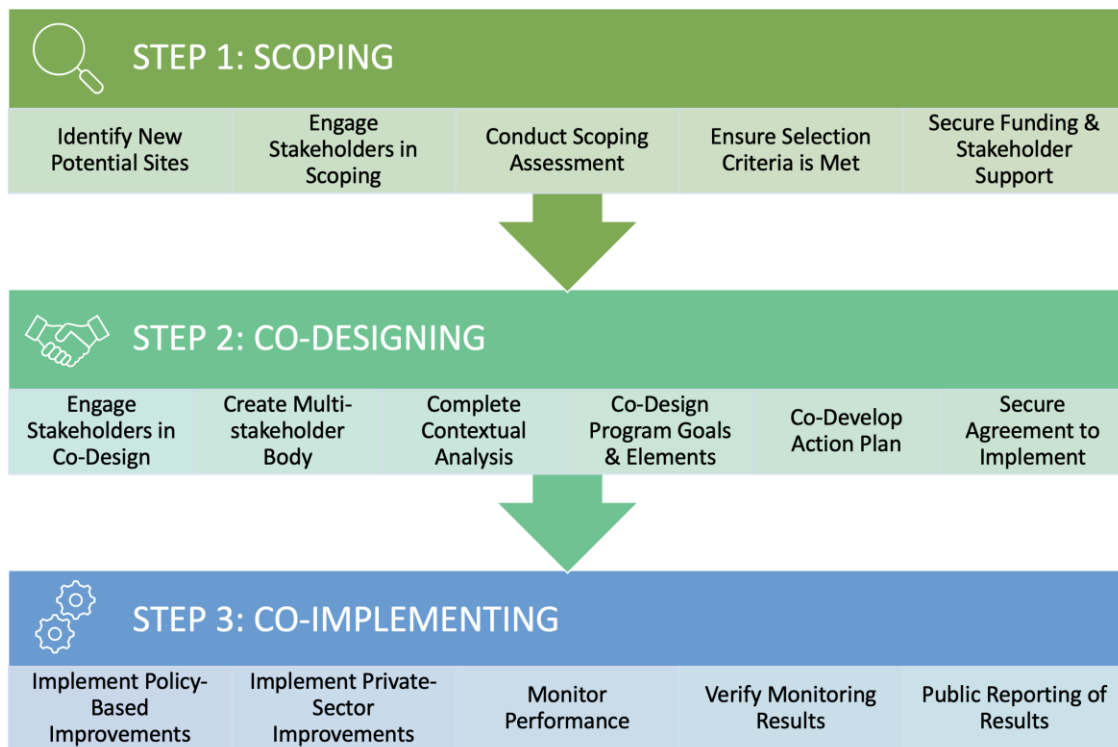 STEP 1: SCOPING
Identify New
Potential Sites
Engage
Stakeholders in
Scoping
Conduct Scoping
Assessment
Ensure Selection
Criteria is Met
Secure Funding &
Stakeholder
Support
STEP 2: CO-DESIGNING
Engage
Stakeholders in
Co-Design
Create Multi-
stakeholder
Body
Complete
Contextual
Analysis
Co-Design
Program Goals
& Elements
Co-Develop
Action Plan
Secure
Agreement to
Implement
STEP 3: CO-IMPLEMENTING
Implement Policy-
Based
Improvements
Implement Private-
Sector
Improvements
Monitor
Performance
Verify Monitoring
Results
Public Reporting of
Results